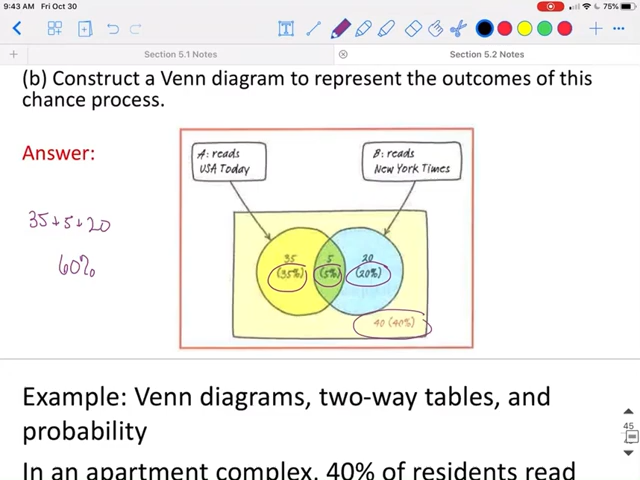 9:43 AM Fri Oct 30
75%
Section 5.1 Notes
Section 5.2 Notes
(b) Construct a Venn diagram to represent the outcomes of this
chance process.
Answer:
A: reads
USA Today
B: reads
New York Times
35 + 5 + 20
60%
35
(35%)
5
(5%)
20
(20%)
40 (40%)
Example: Venn diagrams, two-way tables, and
probability
In an apartment complex, 40% of residents read
45